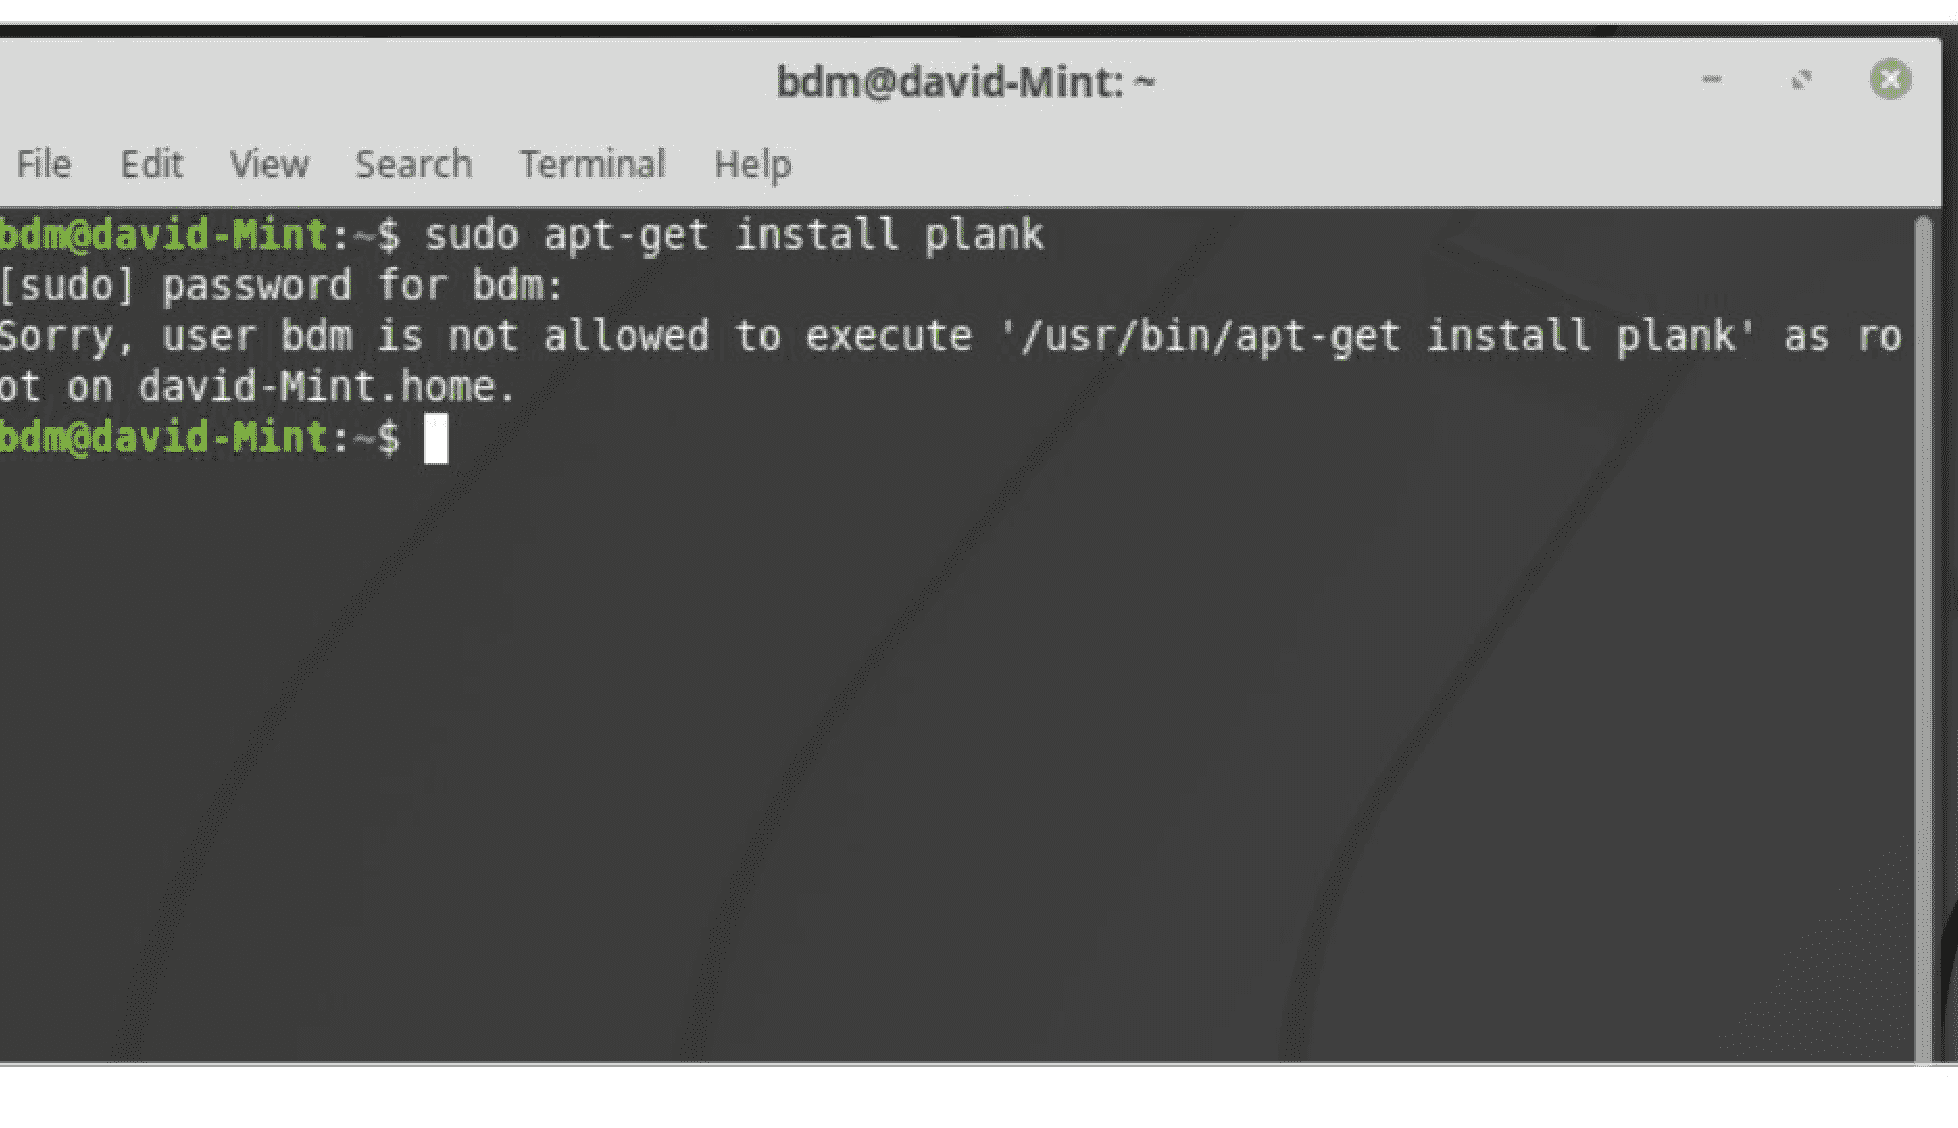 bdm@david-Mint: ~
File Edit View Search Terminal Help
bdm@david-Mint:~$ sudo apt-get install plank
[sudo] password for bdm:
Sorry, user bdm is not allowed to execute '/usr/bin/apt-get install plank' as ro
ot on david-Mint.home.
bdm@david-Mint:~$